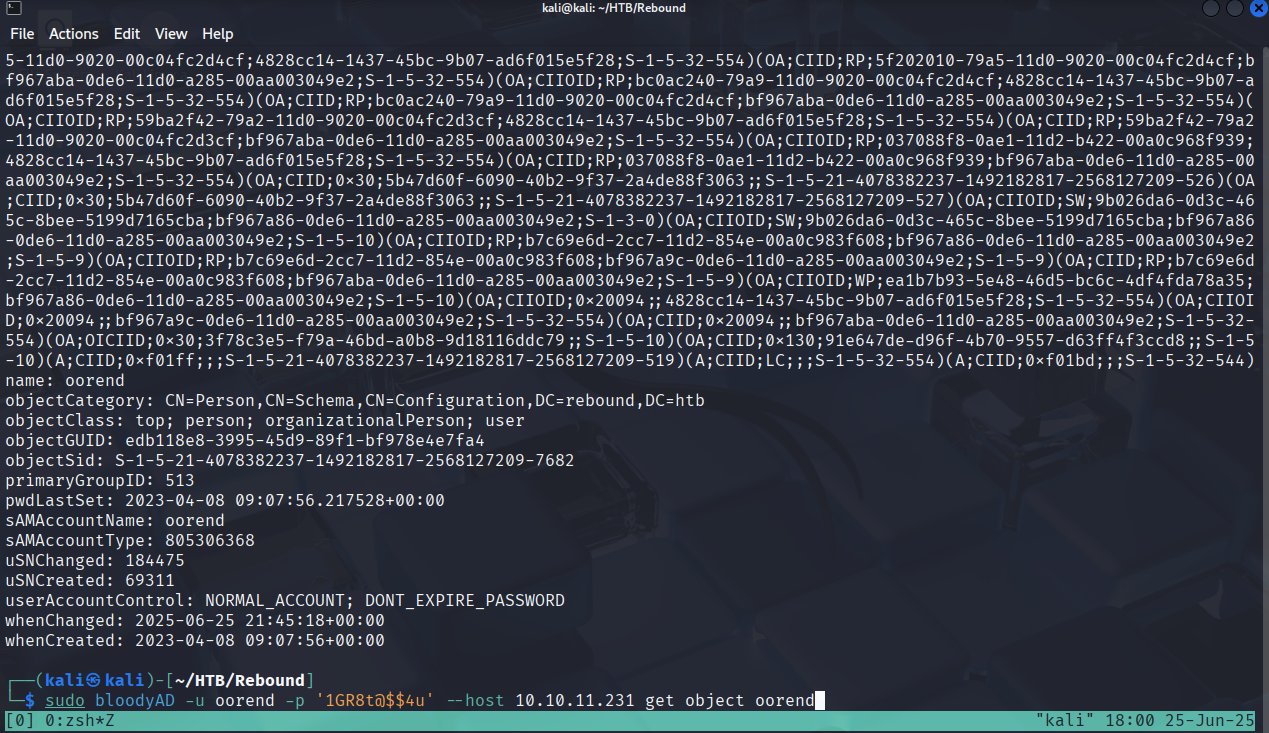 kali@kali: ~/HTB/Rebound
File Actions Edit View Help
5-11d0-9020-00c04fc2d4cf;4828cc14-1437-45bc-9b07-ad6f015e5f28;S-1-5-32-554)(OA;CIID;RP;5f202010-79a5-11d0-9020-00c04fc2d4cf;b
f967aba-0de6-11d0-a285-00aa003049e2;S-1-5-32-554)(OA;CIIOID;RP;bc0ac240-79a9-11d0-9020-00c04fc2d4cf;4828cc14-1437-45bc-9b07-a
d6f015e5f28;S-1-5-32-554)(OA;CIID;RP;bc0ac240-79a9-11d0-9020-00c04fc2d4cf;bf967aba-0de6-11d0-a285-00aa003049e2;S-1-5-32-554)(
OA;CIIOID;RP;59ba2f42-79a2-11d0-9020-00c04fc2d3cf;4828cc14-1437-45bc-9b07-ad6f015e5f28;S-1-5-32-554)(OA;CIID;RP;59ba2f42-79a2
-11d0-9020-00c04fc2d3cf;bf967aba-0de6-11d0-a285-00aa003049e2;S-1-5-32-554)(OA;CIIOID;RP;037088f8-0ae1-11d2-b422-00a0c968f939;
4828cc14-1437-45bc-9b07-ad6f015e5f28;S-1-5-32-554)(OA;CIID;RP;037088f8-0ae1-11d2-b422-00a0c968f939;bf967aba-0de6-11d0-a285-00
aa003049e2;S-1-5-32-554)(OA;CIID;0×30;5b47d60f-6090-40b2-9f37-2a4de88f3063;;S-1-5-21-4078382237-1492182817-2568127209-526)(OA
;CIID;0×30;5b47d60f-6090-40b2-9f37-2a4de88f3063;;S-1-5-21-4078382237-1492182817-2568127209-527)(OA;CIIOID;SW;9b026da6-0d3c-46
5c-8bee-5199d7165cba;bf967a86-0de6-11d0-a285-00aa003049e2;S-1-3-0)(OA;CIIOID;SW;9b026da6-0d3c-465c-8bee-5199d7165cba;bf967a86
-0de6-11d0-a285-00aa003049e2;S-1-5-10)(OA;CIIOID;RP;b7c69e6d-2cc7-11d2-854e-00a0c983f608;bf967a86-0de6-11d0-a285-00aa003049e2
;S-1-5-9)(OA;CIIOID;RP;b7c69e6d-2cc7-11d2-854e-00a0c983f608;bf967a9c-0de6-11d0-a285-00aa003049e2;S-1-5-9)(OA;CIID;RP;b7c69e6d
-2cc7-11d2-854e-00a0c983f608;bf967aba-0de6-11d0-a285-00aa003049e2;S-1-5-9)(OA;CIIOID;WP;ea1b7b93-5e48-46d5-bc6c-4df4fda78a35;
bf967a86-0de6-11d0-a285-00aa003049e2;S-1-5-10)(OA;CIIOID;0×20094;;4828cc14-1437-45bc-9b07-ad6f015e5f28;S-1-5-32-554)(OA;CIIOI
D;0×20094;;bf967a9c-0de6-11d0-a285-00aa003049e2;S-1-5-32-554)(OA;CIID;0×20094;;bf967aba-0de6-11d0-a285-00aa003049e2;S-1-5-32-
554)(OA;OICIID;0×30;3f78c3e5-f79a-46bd-a0b8-9d18116ddc79;;S-1-5-10)(OA;CIID;0×130;91e647de-d96f-4b70-9557-d63ff4f3ccd8;;S-1-5
-10)(A;CIID;0×f01ff;;;S-1-5-21-4078382237-1492182817-2568127209-519)(A;CIID;LC;;;S-1-5-32-554)(A;CIID;0×f01bd;;;S-1-5-32-544)
name: oorend
objectCategory: CN=Person,CN=Schema,CN=Configuration,DC=rebound,DC=htb
objectClass: top; person; organizationalPerson; user
objectGUID: edb118e8-3995-45d9-89f1-bf978e4e7fa4
objectSid: S-1-5-21-4078382237-1492182817-2568127209-7682
primaryGroupID: 513
pwdLastSet: 2023-04-08 09:07:56.217528+00:00
sAMAccountName: oorend
sAMAccountType: 805306368
uSNChanged: 184475
uSNCreated: 69311
userAccountControl: NORMAL_ACCOUNT; DONT_EXPIRE_PASSWORD
whenChanged: 2025-06-25 21:45:18+00:00
whenCreated: 2023-04-08 09:07:56+00:00
┌──(kali㉿kali)-[~/HTB/Rebound]
└─$ sudo bloodyAD -u oorend -p '1GR8t@$$4u' --host 10.10.11.231 get object oorend
[0] 0:zsh*Z "kali" 18:00 25-Jun-25